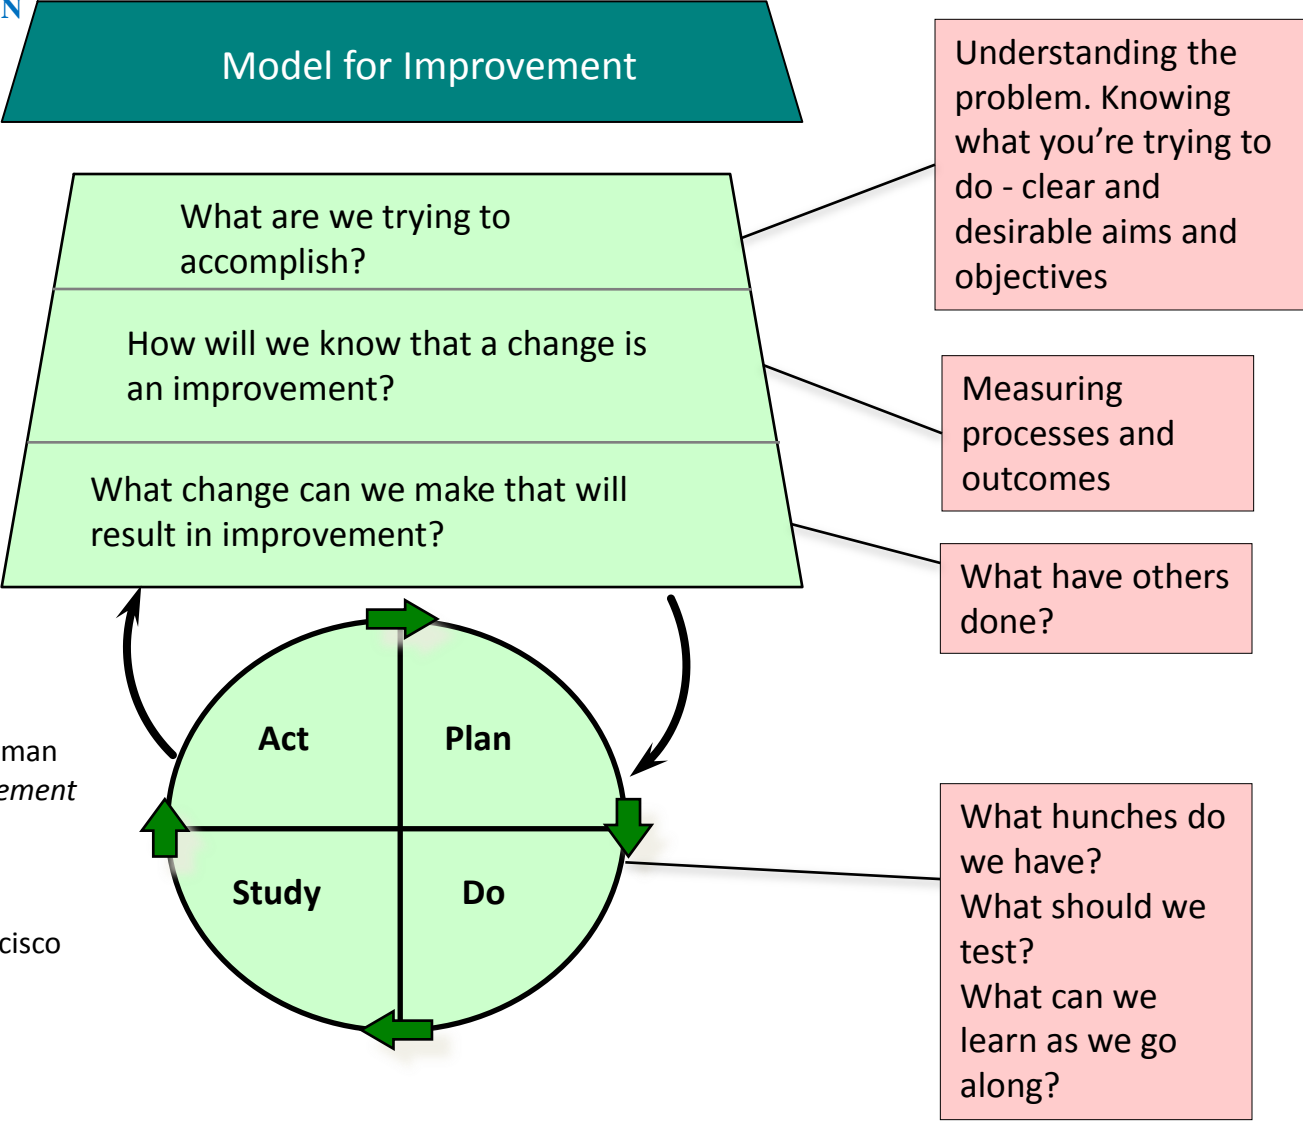 N
Model for Improvement
Understanding the
problem. Knowing
what you’re trying to
do - clear and
desirable aims and
objectives
What are we trying to
accomplish?
How will we know that a change is
an improvement?
Measuring
processes and
outcomes
What change can we make that will
result in improvement?
What have others
done?
Act
Plan
man
ement
Study
Do
cisco
What hunches do
we have?
What should we
test?
What can we
learn as we go
along?